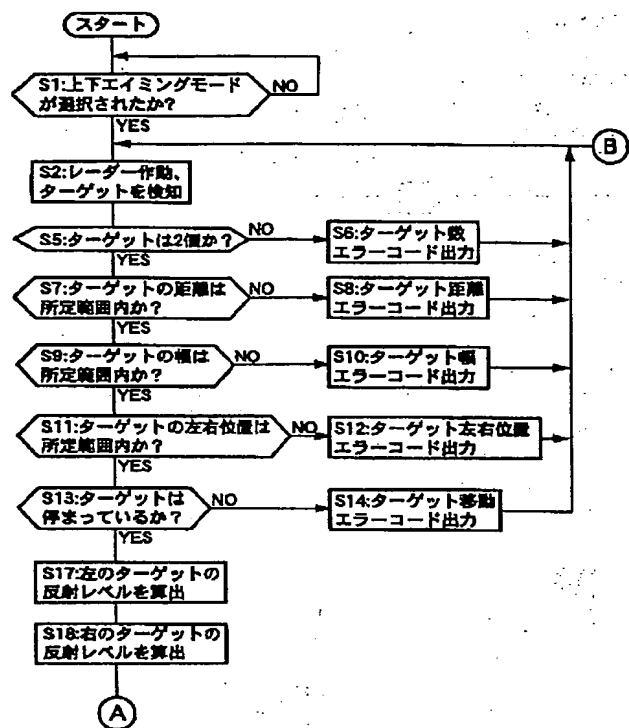 スタート
S1:上下エイミングモード
が選択されたか?
NO
YES
B
S2:レーダー作動、
ターゲットを検知
S5:ターゲットは2個か?
NO
YES
S6:ターゲット数
エラーコード出力
S7:ターゲットの距離は
所定範囲内か?
NO
YES
S8:ターゲット距離
エラーコード出力
S9:ターゲットの幅は
所定範囲内か?
NO
YES
S10:ターゲット幅
エラーコード出力
S11:ターゲットの左右位置は
所定範囲内か?
NO
YES
S12:ターゲット左右位置
エラーコード出力
S13:ターゲットは
停まっているか?
NO
YES
S14:ターゲット移動
エラーコード出力
S17:左のターゲットの
反射レベルを算出
S18:右のターゲットの
反射レベルを算出
A